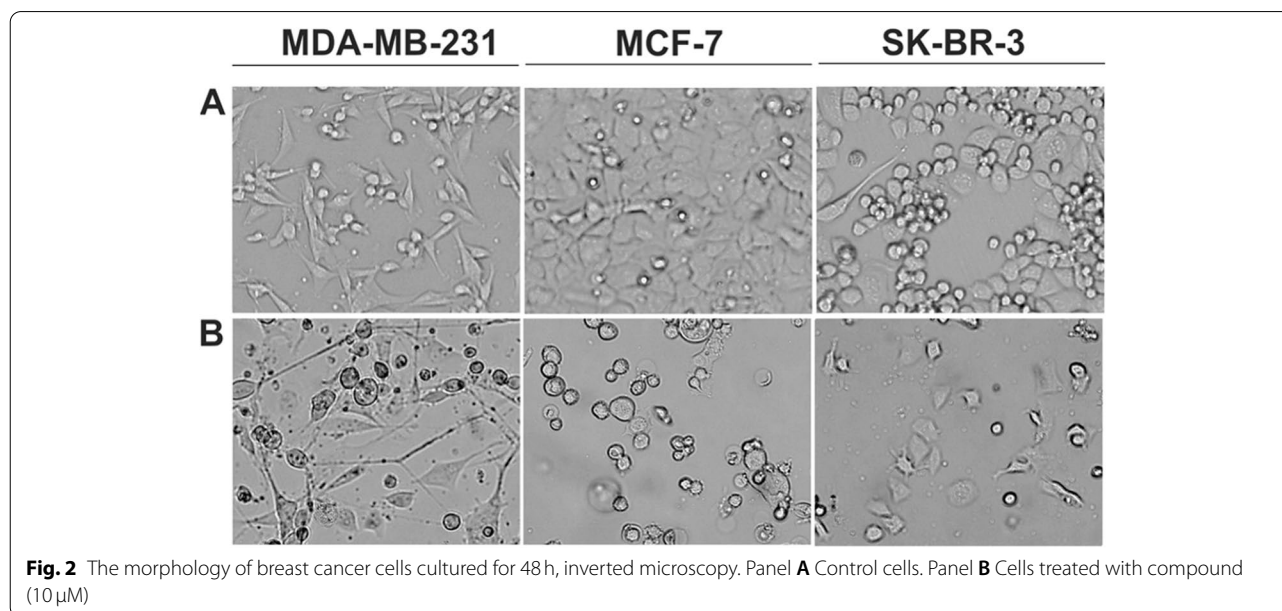 MDA-MB-231 MCF-7 SK-BR-3
A
B
Fig. 2 The morphology of breast cancer cells cultured for 48 h, inverted microscopy. Panel A Control cells. Panel B Cells treated with compound
(10 µM)